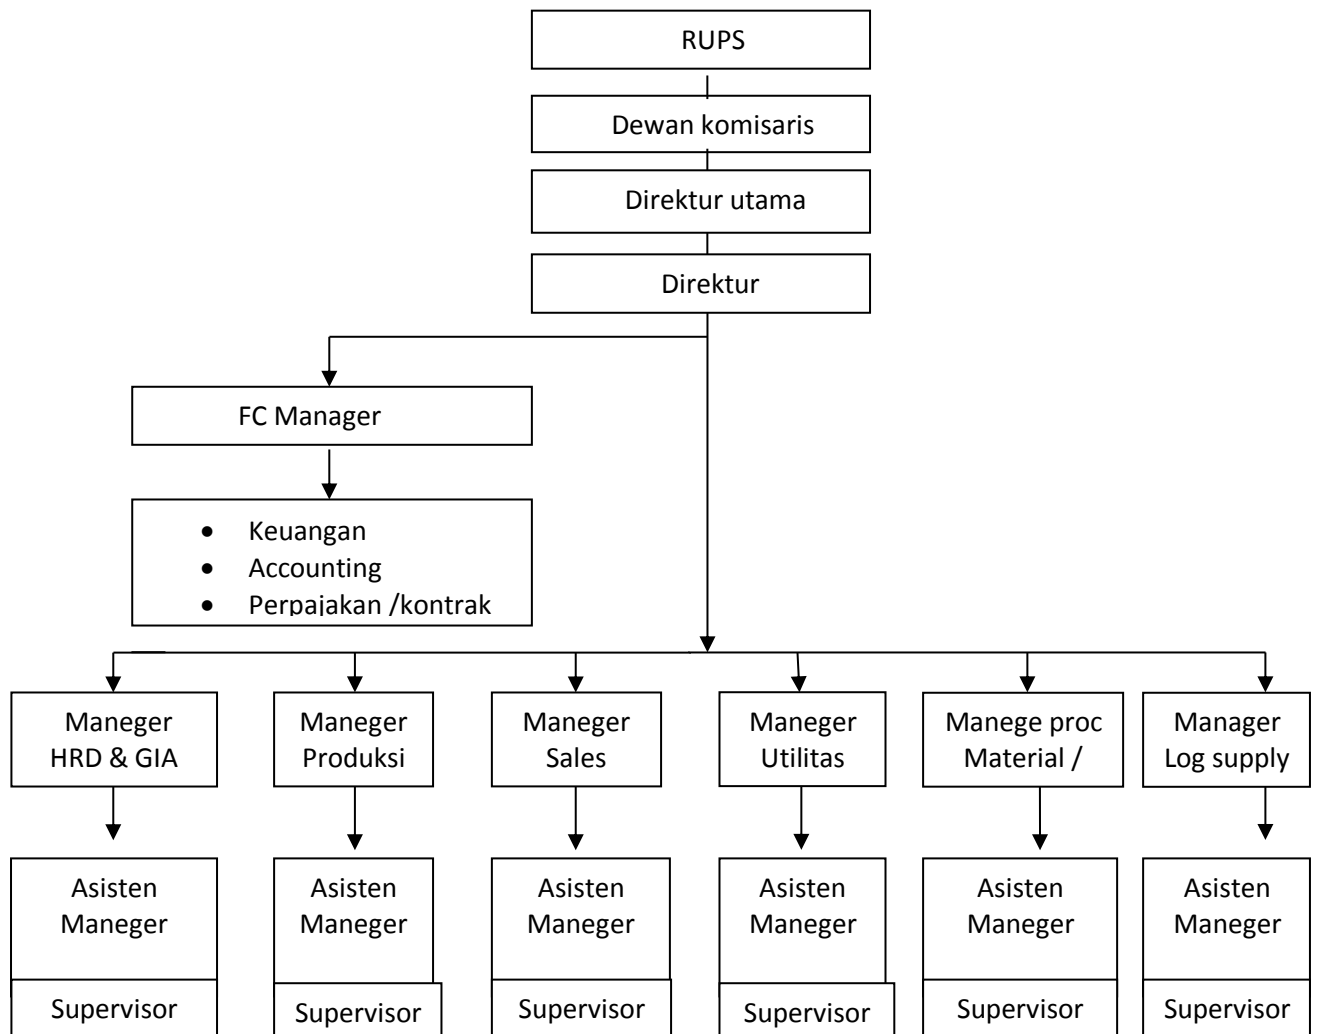 RUPS
Dewan komisaris
Direktur utama
Direktur
FC Manager
• Keuangan
• Accounting
• Perpajakan /kontrak
Maneger
HRD & GIA
Maneger
Produksi
Maneger
Sales
Maneger
Utilitas
Manege proc
Material /
Manager
Log supply
Asisten
Maneger
Asisten
Maneger
Asisten
Maneger
Asisten
Maneger
Asisten
Maneger
Asisten
Maneger
Supervisor
Supervisor
Supervisor
Supervisor
Supervisor
Supervisor